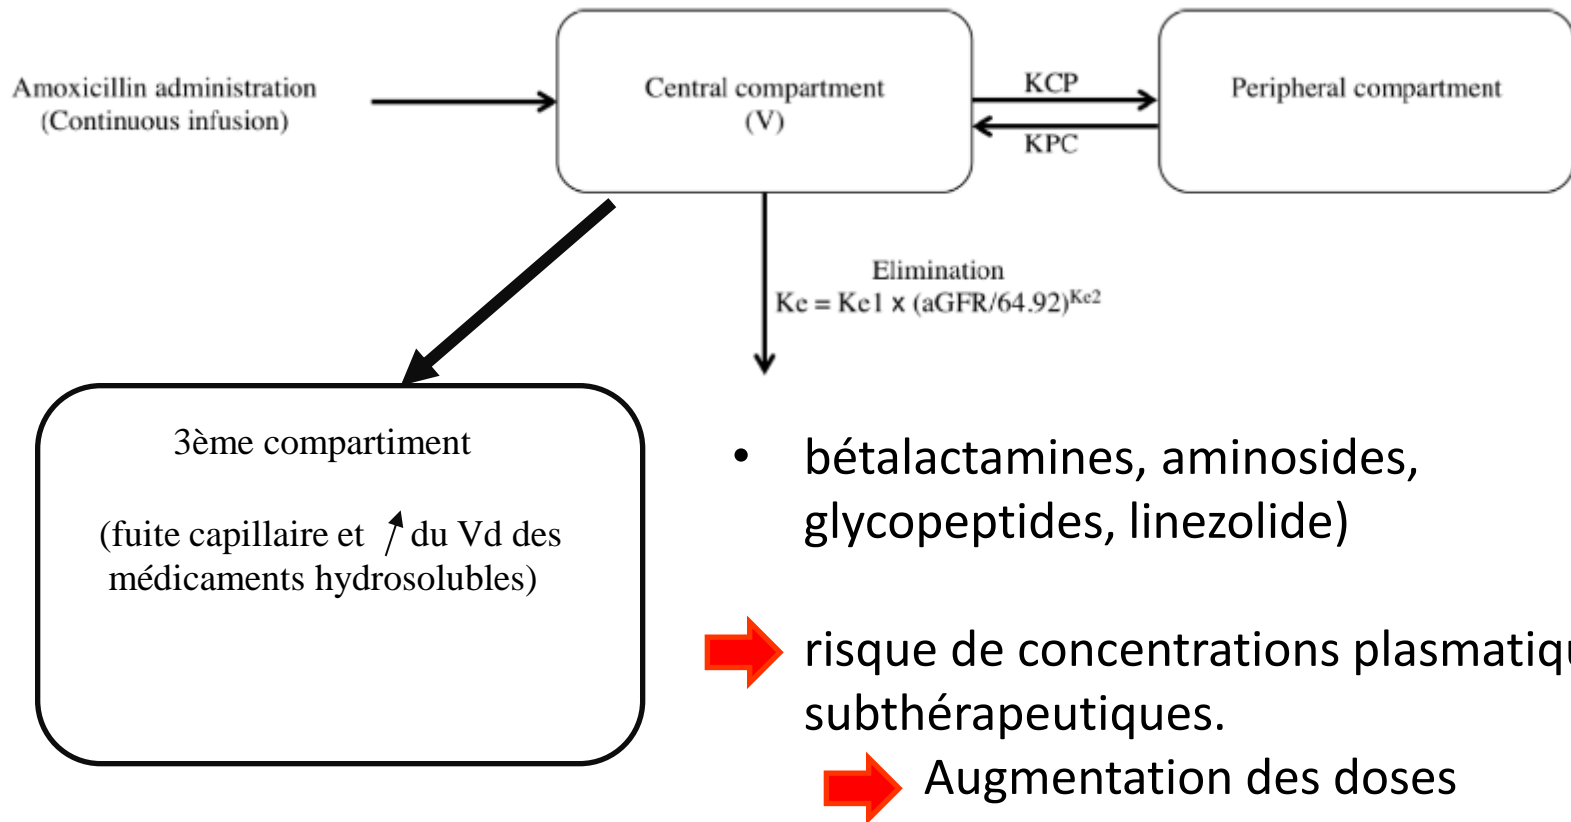 Amoxicillin administration
(Continuous infusion)
Central compartment
(V)
KCP
KPC
Peripheral compartment
Elimination
Ke = Ke1 x (aGFR/64.92)^Ke2
3ème compartiment
(fuite capillaire et ↗ du Vd des
médicaments hydrosolubles)
• bétalactamines, aminosides,
glycopeptides, linezolide)
risque de concentrations plasmatiqu
subthérapeutiques.
Augmentation des doses